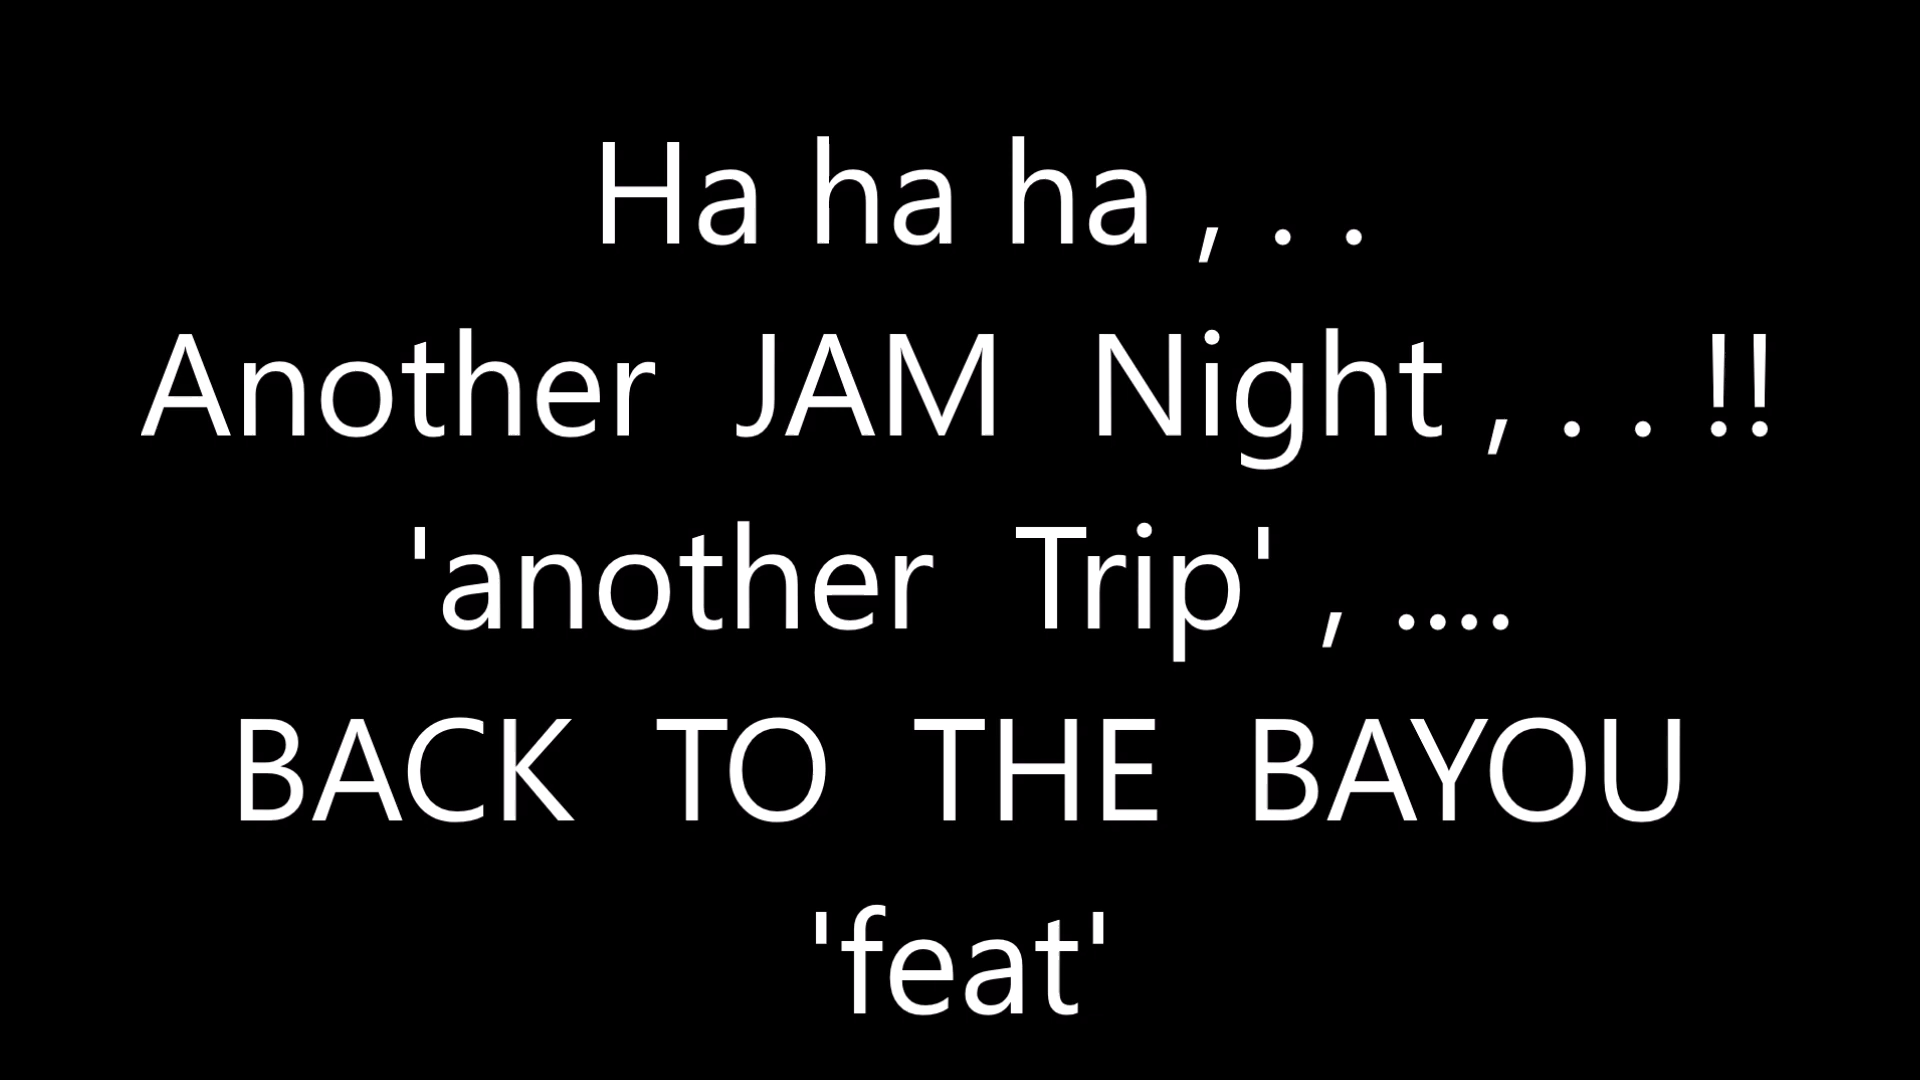 Ha ha ha , . .
Another  JAM  Night , . . !!
'another  Trip' , ....
BACK  TO  THE  BAYOU
'feat'